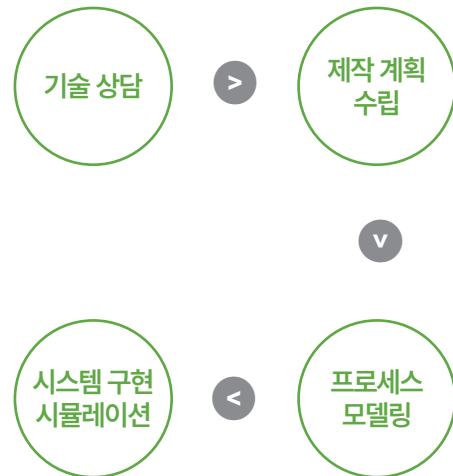 기술 상담
>
제작 계획
수립
v
프로세스
모델링
<
시스템 구현
시뮬레이션